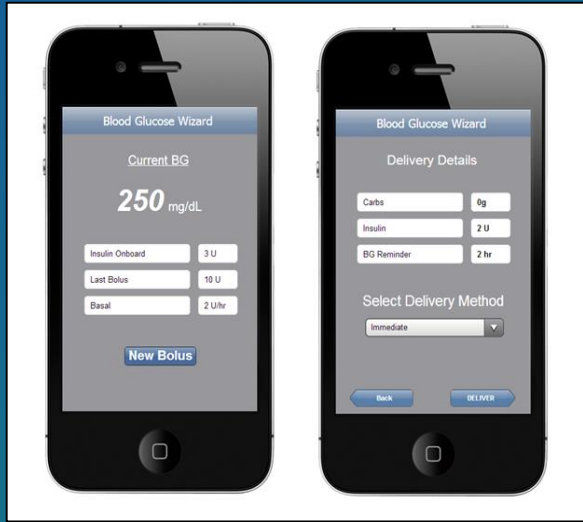 Blood Glucose Wizard
Current BG
250 mg/dL
Insulin Onboard 3 U
Last Bolus 10 U
Basal 2 U/hr
New Bolus
Blood Glucose Wizard
Delivery Details
Carbs 0g
Insulin 2 U
BG Reminder 2 hr
Select Delivery Method
Immediate
Back DELIVER